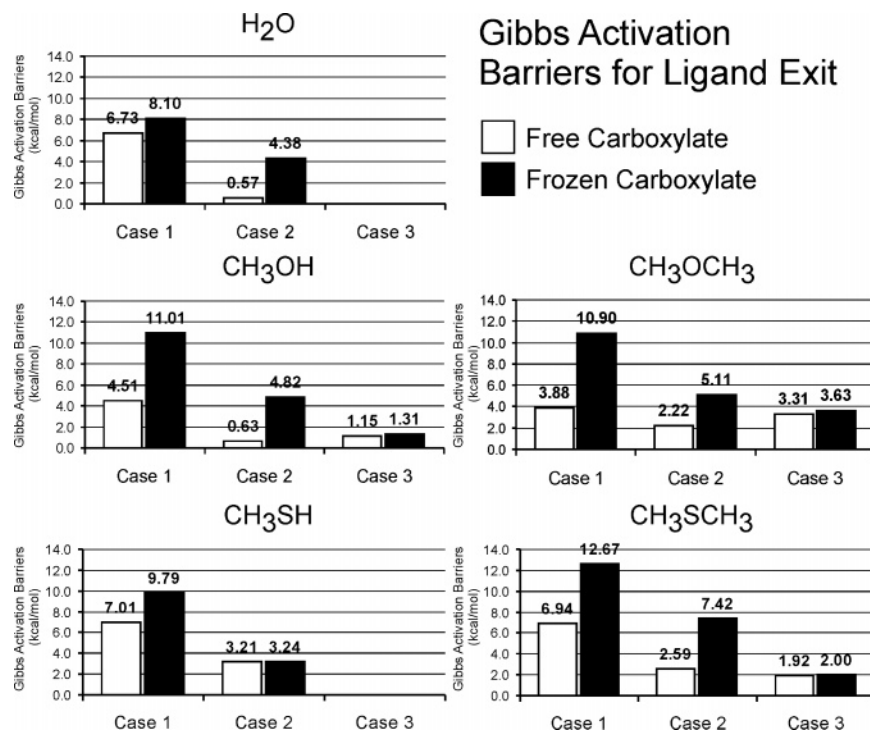 H2O
Gibbs Activation
Barriers for Ligand Exit
Free Carboxylate
Frozen Carboxylate
Gibbs Activation Barriers
(kcal/mol)
14.0
12.0
10.0
8.0
6.0
4.0
2.0
0.0
6.73
8.10
0.57
4.38
Case 1
Case 2
Case 3
CH3OH
Gibbs Activation Barriers
(kcal/mol)
14.0
12.0
10.0
8.0
6.0
4.0
2.0
0.0
4.51
11.01
0.63
4.82
1.15
1.31
Case 1
Case 2
Case 3
CH3OCH3
Gibbs Activation Barriers
(kcal/mol)
14.0
12.0
10.0
8.0
6.0
4.0
2.0
0.0
3.88
10.90
2.22
5.11
3.31
3.63
Case 1
Case 2
Case 3
CH3SH
Gibbs Activation Barriers
(kcal/mol)
14.0
12.0
10.0
8.0
6.0
4.0
2.0
0.0
7.01
9.79
3.21
3.24
Case 1
Case 2
Case 3
CH3SCH3
Gibbs Activation Barriers
(kcal/mol)
14.0
12.0
10.0
8.0
6.0
4.0
2.0
0.0
6.94
12.67
2.59
7.42
1.92
2.00
Case 1
Case 2
Case 3